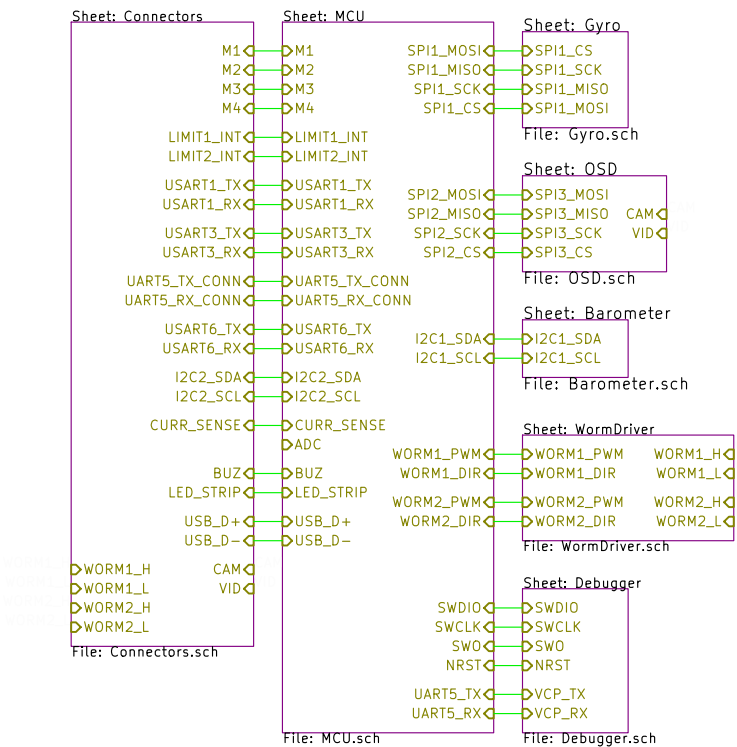 Sheet: Connectors
M1
M2
M3
M4
LIMIT1_INT
LIMIT2_INT
USART1_TX
USART1_RX
USART3_TX
USART3_RX
UART5_TX_CONN
UART5_RX_CONN
USART6_TX
USART6_RX
I2C2_SDA
I2C2_SCL
CURR_SENSE
BUZ
LED_STRIP
USB_D+
USB_D-
WORM1_H CAM
WORM1_L VID
WORM2_H
WORM2_L
File: Connectors.sch
Sheet: MCU
M1 SPI1_MOSI
M2 SPI1_MISO
M3 SPI1_SCK
M4 SPI1_CS
LIMIT1_INT
LIMIT2_INT
USART1_TX SPI2_MOSI
USART1_RX SPI2_MISO
USART3_TX SPI2_SCK
USART3_RX SPI2_CS
UART5_TX_CONN
UART5_RX_CONN
USART6_TX I2C1_SDA
USART6_RX I2C1_SCL
I2C2_SDA
I2C2_SCL
CURR_SENSE
ADC
WORM1_PWM
BUZ WORM1_DIR
LED_STRIP WORM2_PWM
USB_D+ WORM2_DIR
USB_D-
SWDIO
SWCLK
SWO
NRST
UART5_TX
UART5_RX
File: MCU.sch
Sheet: Gyro
SPI1_CS
SPI1_SCK
SPI1_MISO
SPI1_MOSI
File: Gyro.sch
Sheet: OSD
SPI3_MOSI
SPI3_MISO CAM
SPI3_SCK VID
SPI3_CS
File: OSD.sch
Sheet: Barometer
I2C1_SDA
I2C1_SCL
File: Barometer.sch
Sheet: WormDriver
WORM1_PWM WORM1_H
WORM1_DIR WORM1_L
WORM2_PWM WORM2_H
WORM2_DIR WORM2_L
File: WormDriver.sch
Sheet: Debugger
SWDIO
SWCLK
SWO
NRST
VCP_TX
VCP_RX
File: Debugger.sch